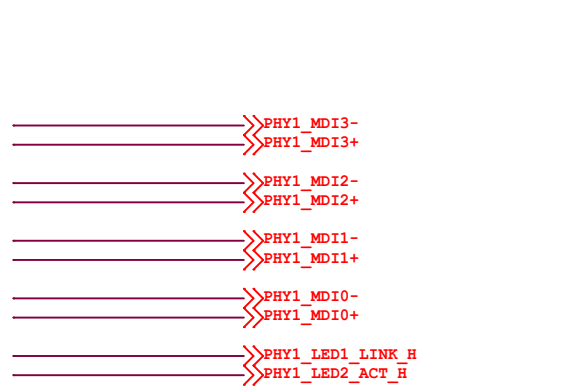 PHY1_MDI3-
PHY1_MDI3+
PHY1_MDI2-
PHY1_MDI2+
PHY1_MDI1-
PHY1_MDI1+
PHY1_MDI0-
PHY1_MDI0+
PHY1_LED1_LINK_H
PHY1_LED2_ACT_H